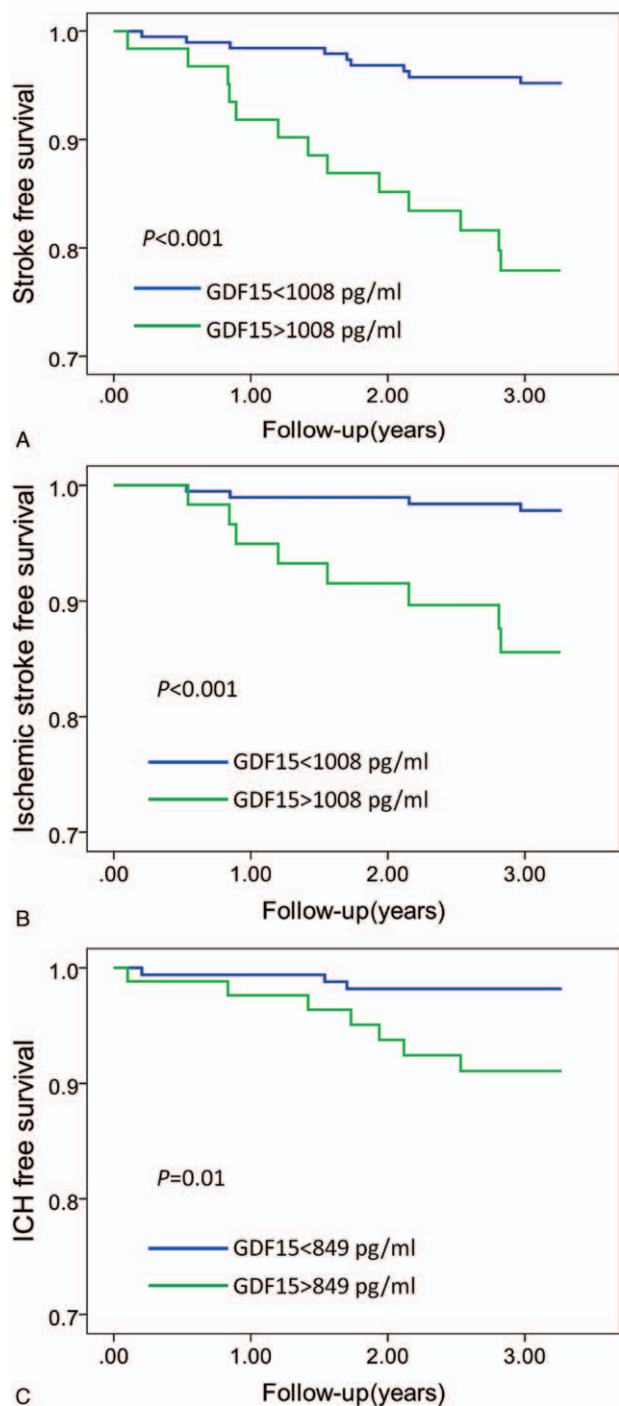 Stroke free survival
1.0
0.9
0.8
0.7
P<0.001
GDF15<1008 pg/ml
GDF15>1008 pg/ml
.00 1.00 2.00 3.00
A
Follow-up(years)
Ischemic stroke free survival
1.0
0.9
0.8
0.7
P<0.001
GDF15<1008 pg/ml
GDF15>1008 pg/ml
.00 1.00 2.00 3.00
B
Follow-up(years)
ICH free survival
1.0
0.9
0.8
0.7
P=0.01
GDF15<849 pg/ml
GDF15>849 pg/ml
.00 1.00 2.00 3.00
C
Follow-up(years)